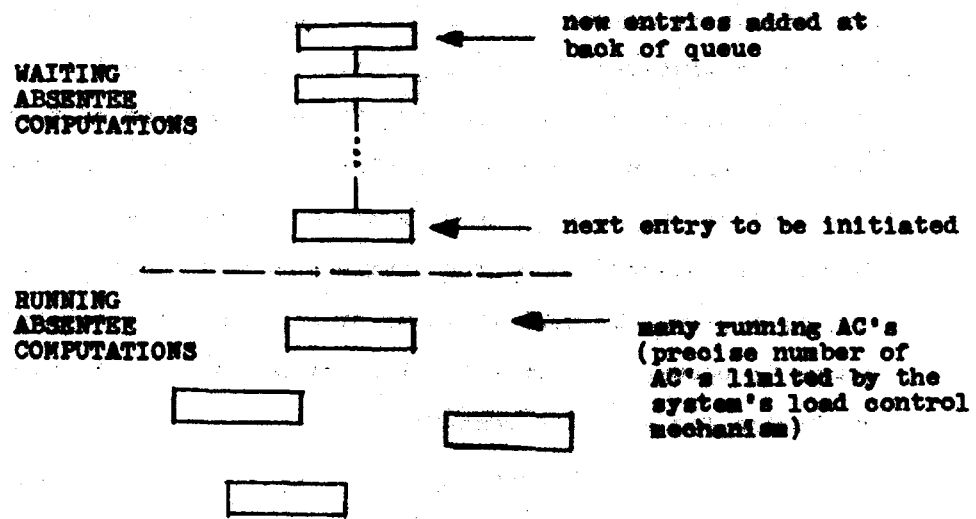 new entries added at
back of queue
WAITING
ABSENTEE
COMPUTATIONS
next entry to be initiated
RUNNING
ABSENTEE
COMPUTATIONS
many running AC's
(precise number of
AC's limited by the
system's load control
mechanism)